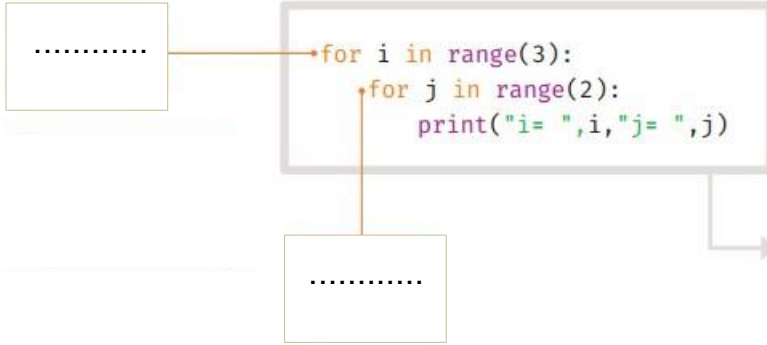 ............
for i in range(3):
for j in range(2):
print("i= ",i,"j= ",j)
............